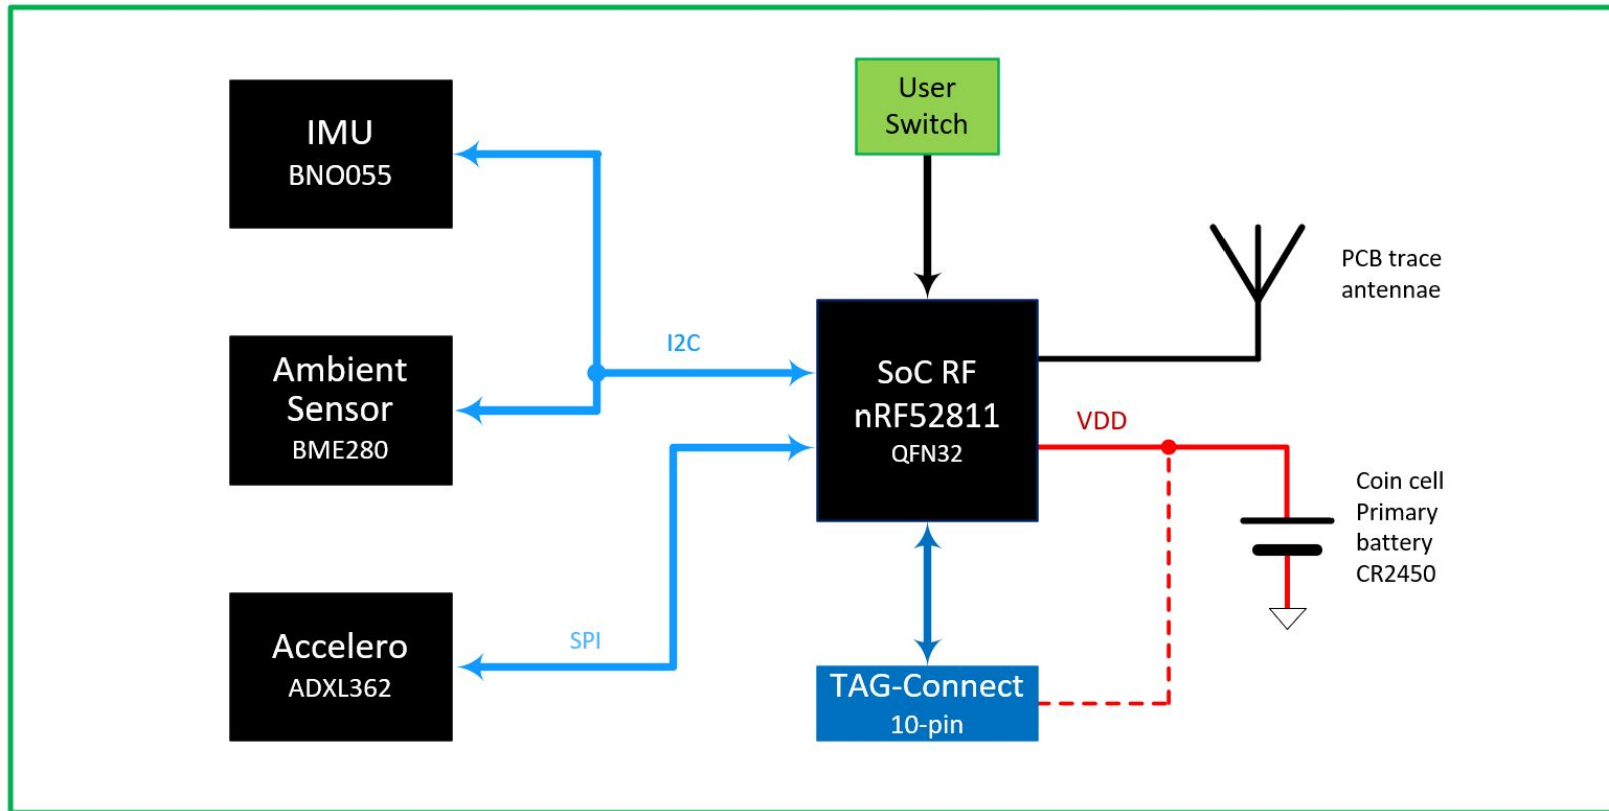 IMU
BNO055
Ambient
Sensor
BME280
Accelero
ADXL362
I2C
SPI
User
Switch
SoC RF
nRF52811
QFN32
TAG-Connect
10-pin
PCB trace
antennae
VDD
Coin cell
Primary
battery
CR2450